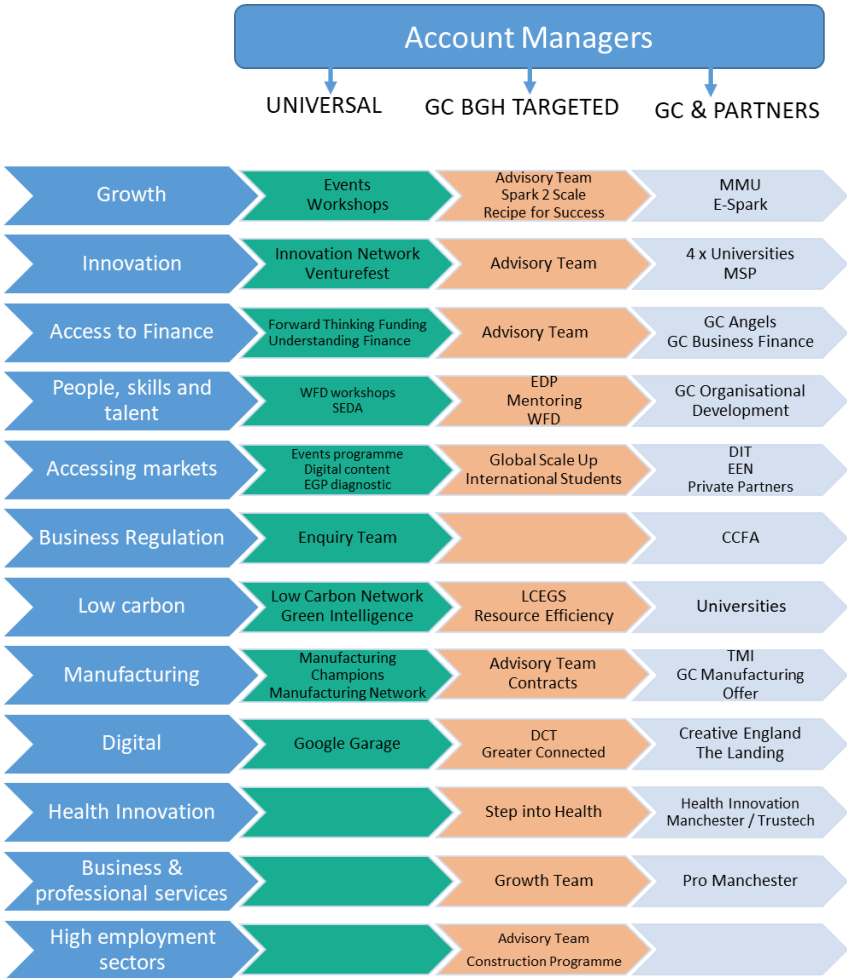 Account Managers
UNIVERSAL
GC BGH TARGETED
GC & PARTNERS
Growth
Events
Workshops
Advisory Team
Spark 2 Scale
Recipe for Success
MMU
E-Spark
Innovation
Innovation Network
Venturefest
Advisory Team
4 x Universities
MSP
Access to Finance
Forward Thinking Funding
Understanding Finance
Advisory Team
GC Angels
GC Business Finance
People, skills and
talent
WFD workshops
SEDA
EDP
Mentoring
WFD
GC Organisational
Development
Accessing markets
Events programme
Digital content
EGP diagnostic
Global Scale Up
International Students
DIT
EEN
Private Partners
Business Regulation
Enquiry Team
CCFA
Low carbon
Low Carbon Network
Green Intelligence
LCEGS
Resource Efficiency
Universities
Manufacturing
Manufacturing
Champions
Manufacturing Network
Advisory Team
Contracts
TMI
GC Manufacturing
Offer
Digital
Google Garage
DCT
Greater Connected
Creative England
The Landing
Health Innovation
Step into Health
Health Innovation
Manchester / Trustech
Business &
professional services
Growth Team
Pro Manchester
High employment
sectors
Advisory Team
Construction Programme